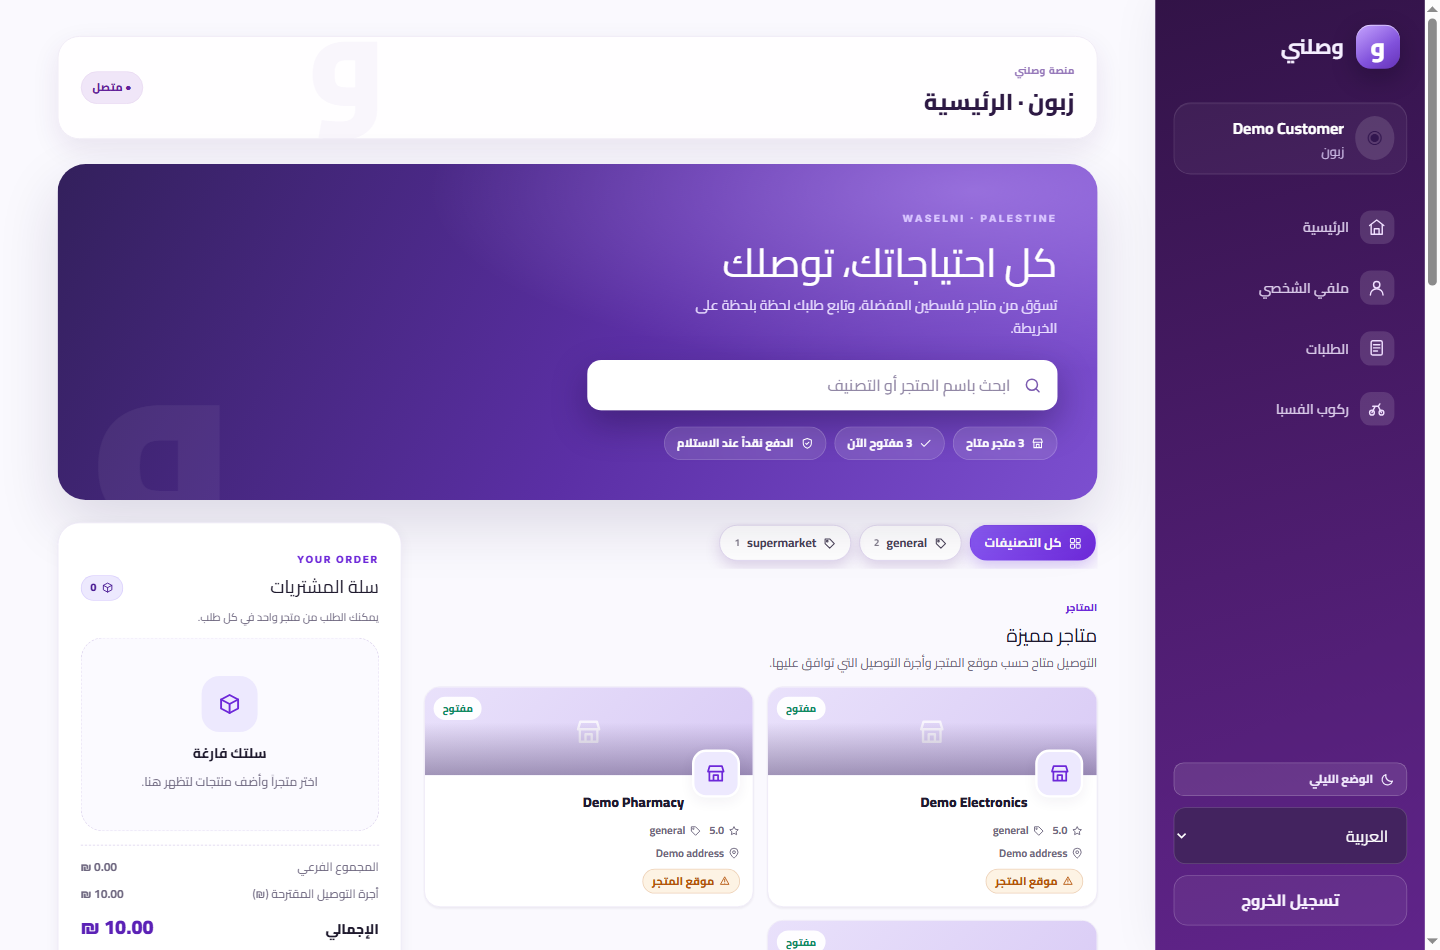 وصلني
و
Demo Customer
زبون
الرئيسية
ملفي الشخصي
الطلبات
ركوب الفسبا
الوضع الليلي
العربية
تسجيل الخروج
منصة وصلني
زبون · الرئيسية
• متصل
و
WASELNI · PALESTINE
كل احتياجاتك، توصلك
تسوّق من متاجر فلسطين المفضلة، وتابع طلبك لحظة بلحظة على
الخريطة.
ابحث باسم المتجر أو التصنيف
3 متجر متاح
3 مفتوح الآن
الدفع نقداً عند الاستلام
و
كل التصنيفات
general 2
supermarket 1
المتاجر
متاجر مميزة
التوصيل متاح حسب موقع المتجر وأجرة التوصيل التي توافق عليها.
مفتوح
Demo Electronics
5.0 general
Demo address
موقع المتجر
مفتوح
Demo Pharmacy
5.0 general
Demo address
موقع المتجر
مفتوح
YOUR ORDER
سلة المشتريات
0
يمكنك الطلب من متجر واحد في كل طلب.
سلتك فارغة
اختر متجراً وأضف منتجات لتظهر هنا.
المجموع الفرعي
0.00 ₪
أجرة التوصيل المقترحة (₪)
10.00 ₪
الإجمالي
10.00 ₪